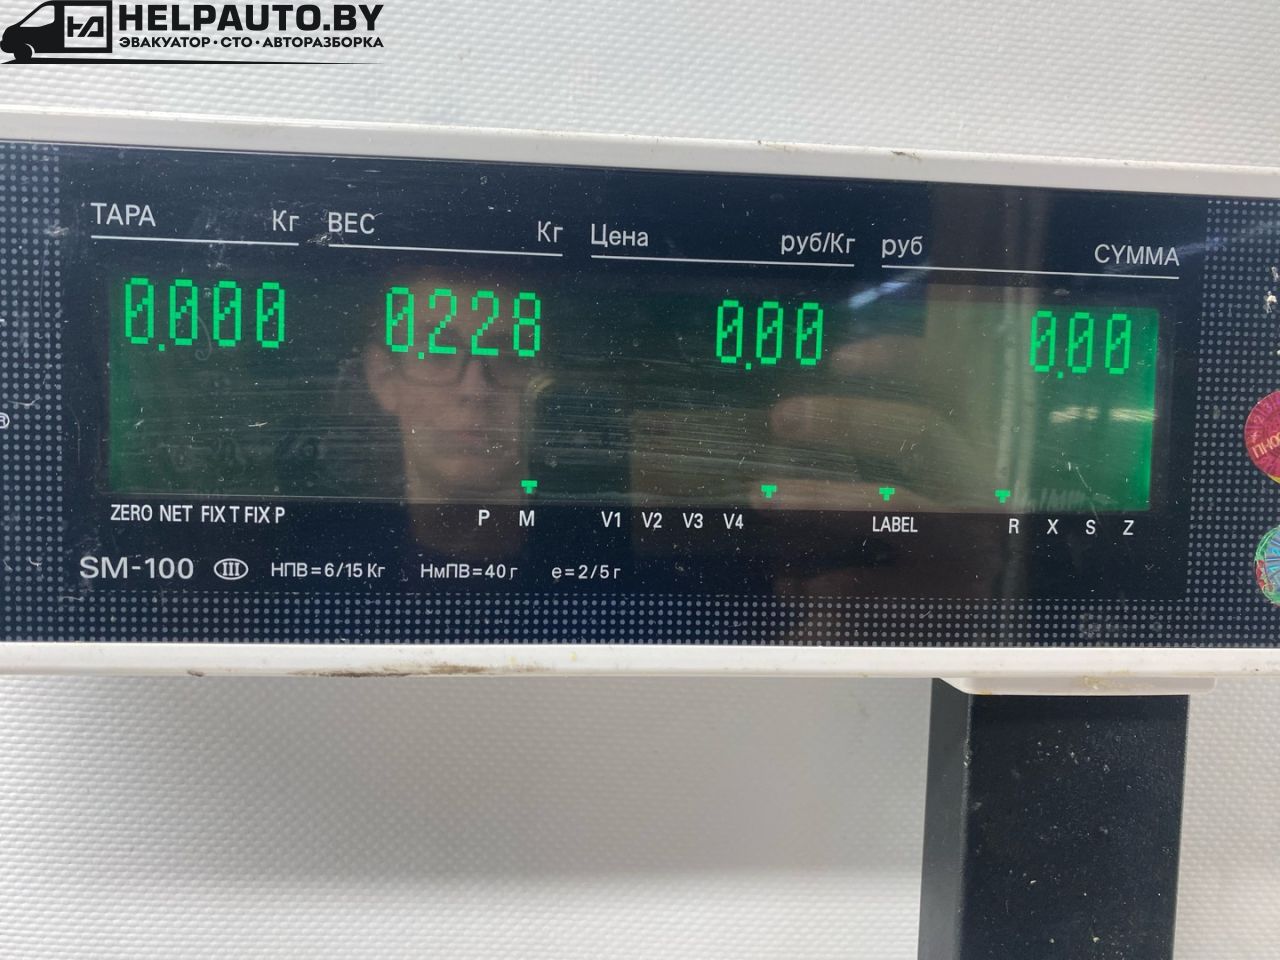 HELPAUTO.BY
ЭВАКУАТОР·СТО·АВТОРАЗБОРКА
ТАРА Кг ВЕС Кг Цена руб/Кг руб СУММА
0.000 0.228 0.00 0.00
ZERO NET FIX T FIX P P M V1 V2 V3 V4 LABEL R X S Z
SM-100 III НПВ=6/15 Кг НмПВ=40 г e=2/5 г
®